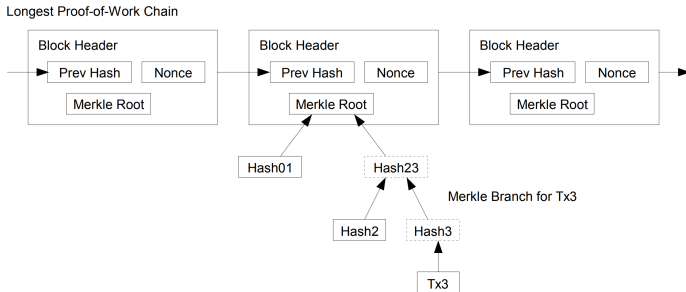 Longest Proof-of-Work Chain
Block Header
Block Header
Block Header
Prev Hash
Nonce
Prev Hash
Nonce
Prev Hash
Nonce
Merkle Root
Merkle Root
Merkle Root
Hash01
Hash23
Merkle Branch for Tx3
Hash2
Hash3
Tx3